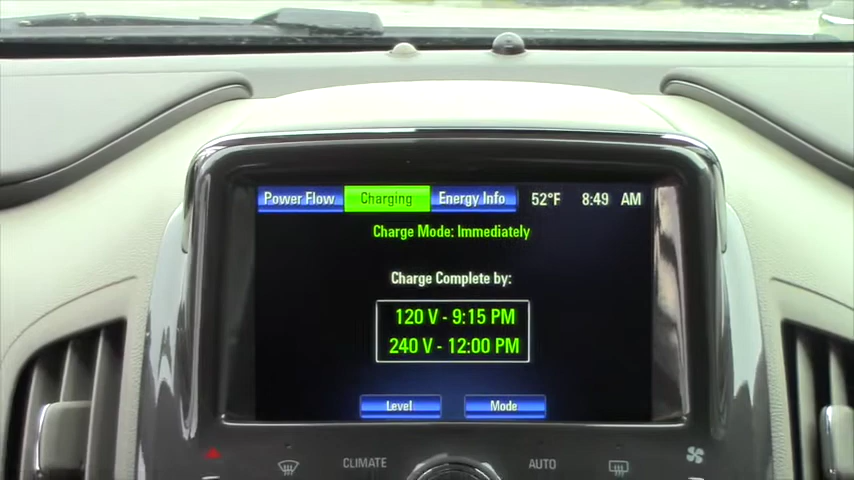 Power Flow Charging Energy Info 52°F 8:49 AM
Charge Mode: Immediately
Charge Complete by:
120 V - 9:15 PM
240 V - 12:00 PM
Level Mode
CLIMATE AUTO